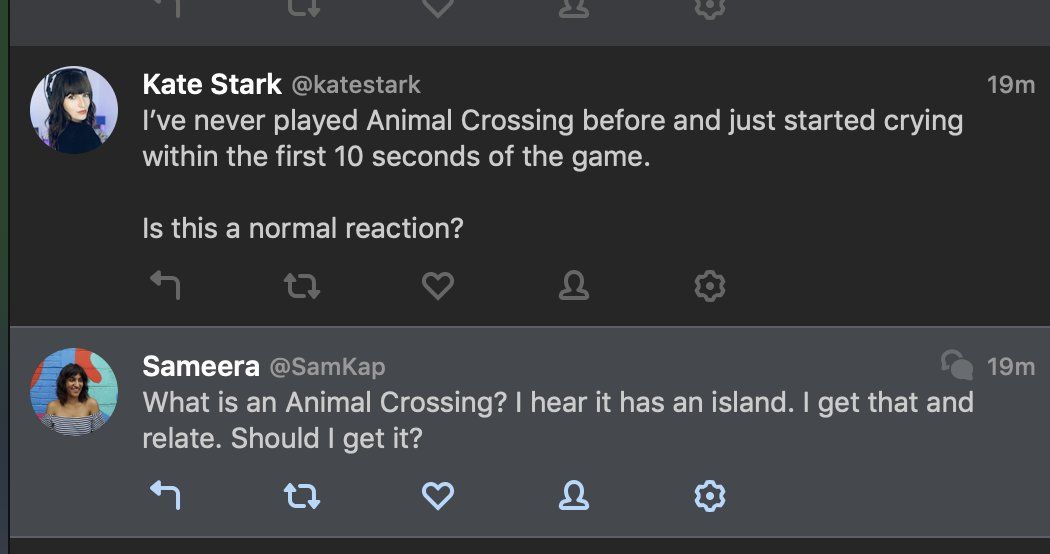 Kate Stark @katestark 19m
I’ve never played Animal Crossing before and just started crying
within the first 10 seconds of the game.
Is this a normal reaction?
Sameera @SamKap 19m
What is an Animal Crossing? I hear it has an island. I get that and
relate. Should I get it?